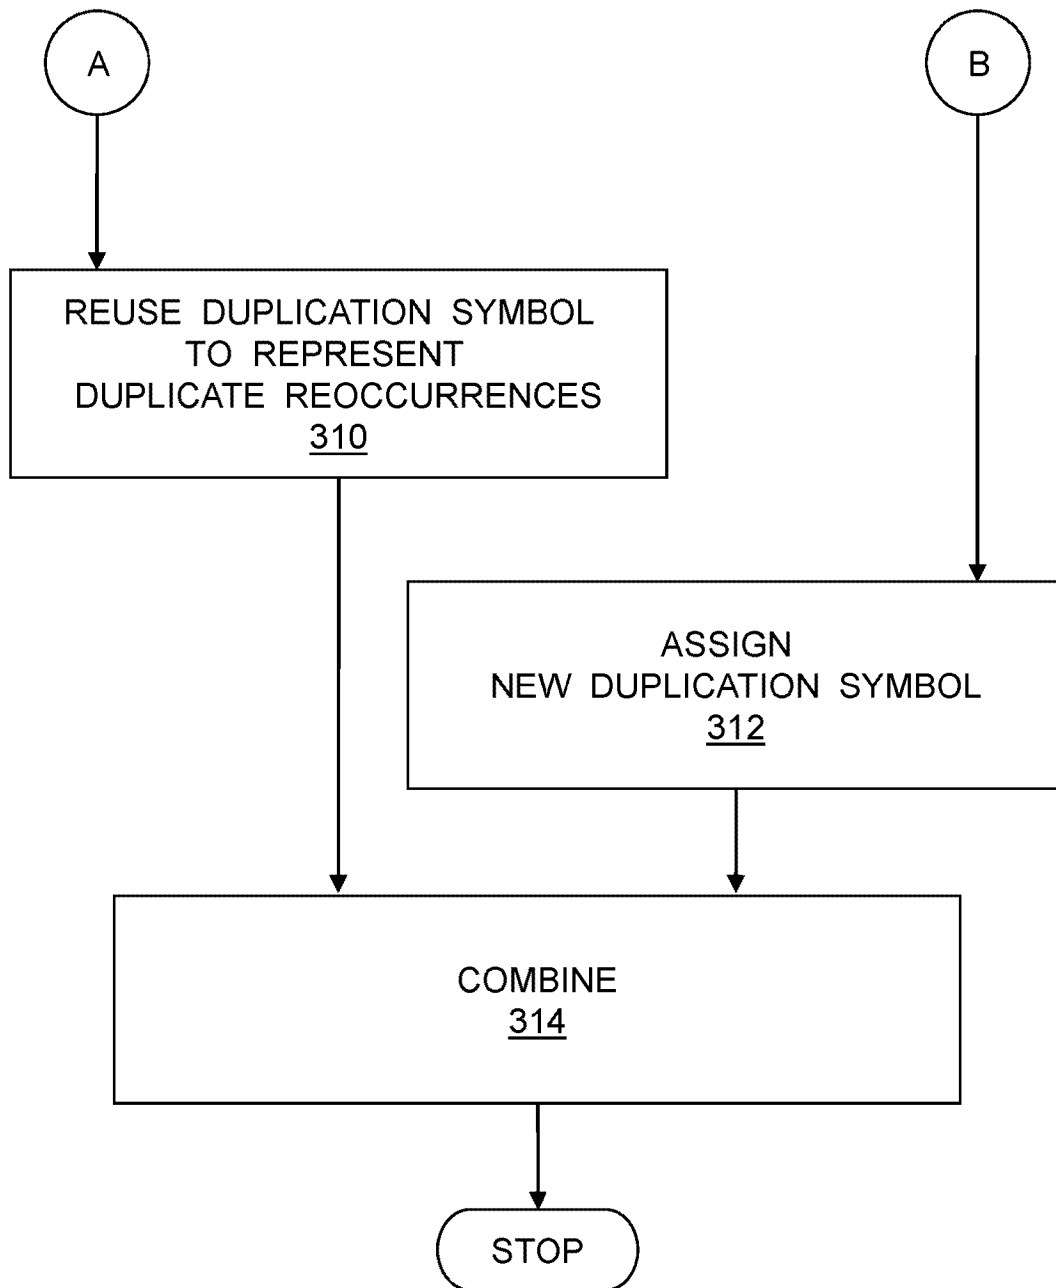 A
B
REUSE DUPLICATION SYMBOL
TO REPRESENT
DUPLICATE REOCCURRENCES
310
ASSIGN
NEW DUPLICATION SYMBOL
312
COMBINE
314
STOP